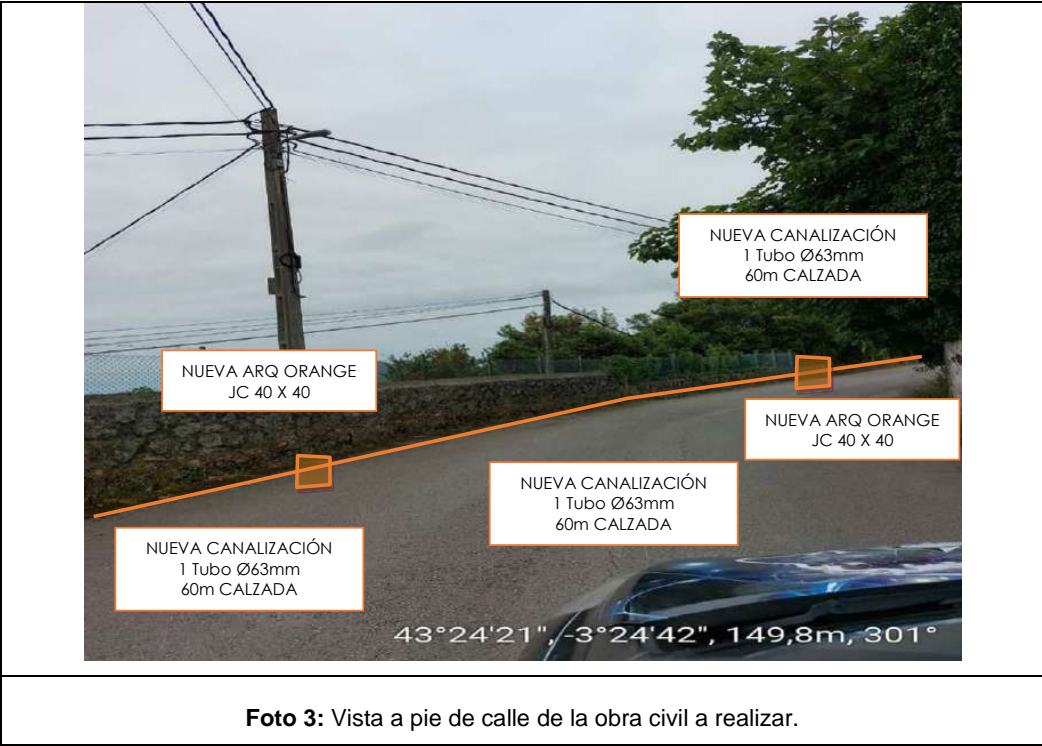 NUEVA CANALIZACIÓN
1 Tubo Ø63mm
60m CALZADA
NUEVA ARQ ORANGE
JC 40 X 40
NUEVA ARQ ORANGE
JC 40 X 40
NUEVA CANALIZACIÓN
1 Tubo Ø63mm
60m CALZADA
NUEVA CANALIZACIÓN
1 Tubo Ø63mm
60m CALZADA
43°24'21", -3°24'42", 149,8m, 301°
Foto 3: Vista a pie de calle de la obra civil a realizar.